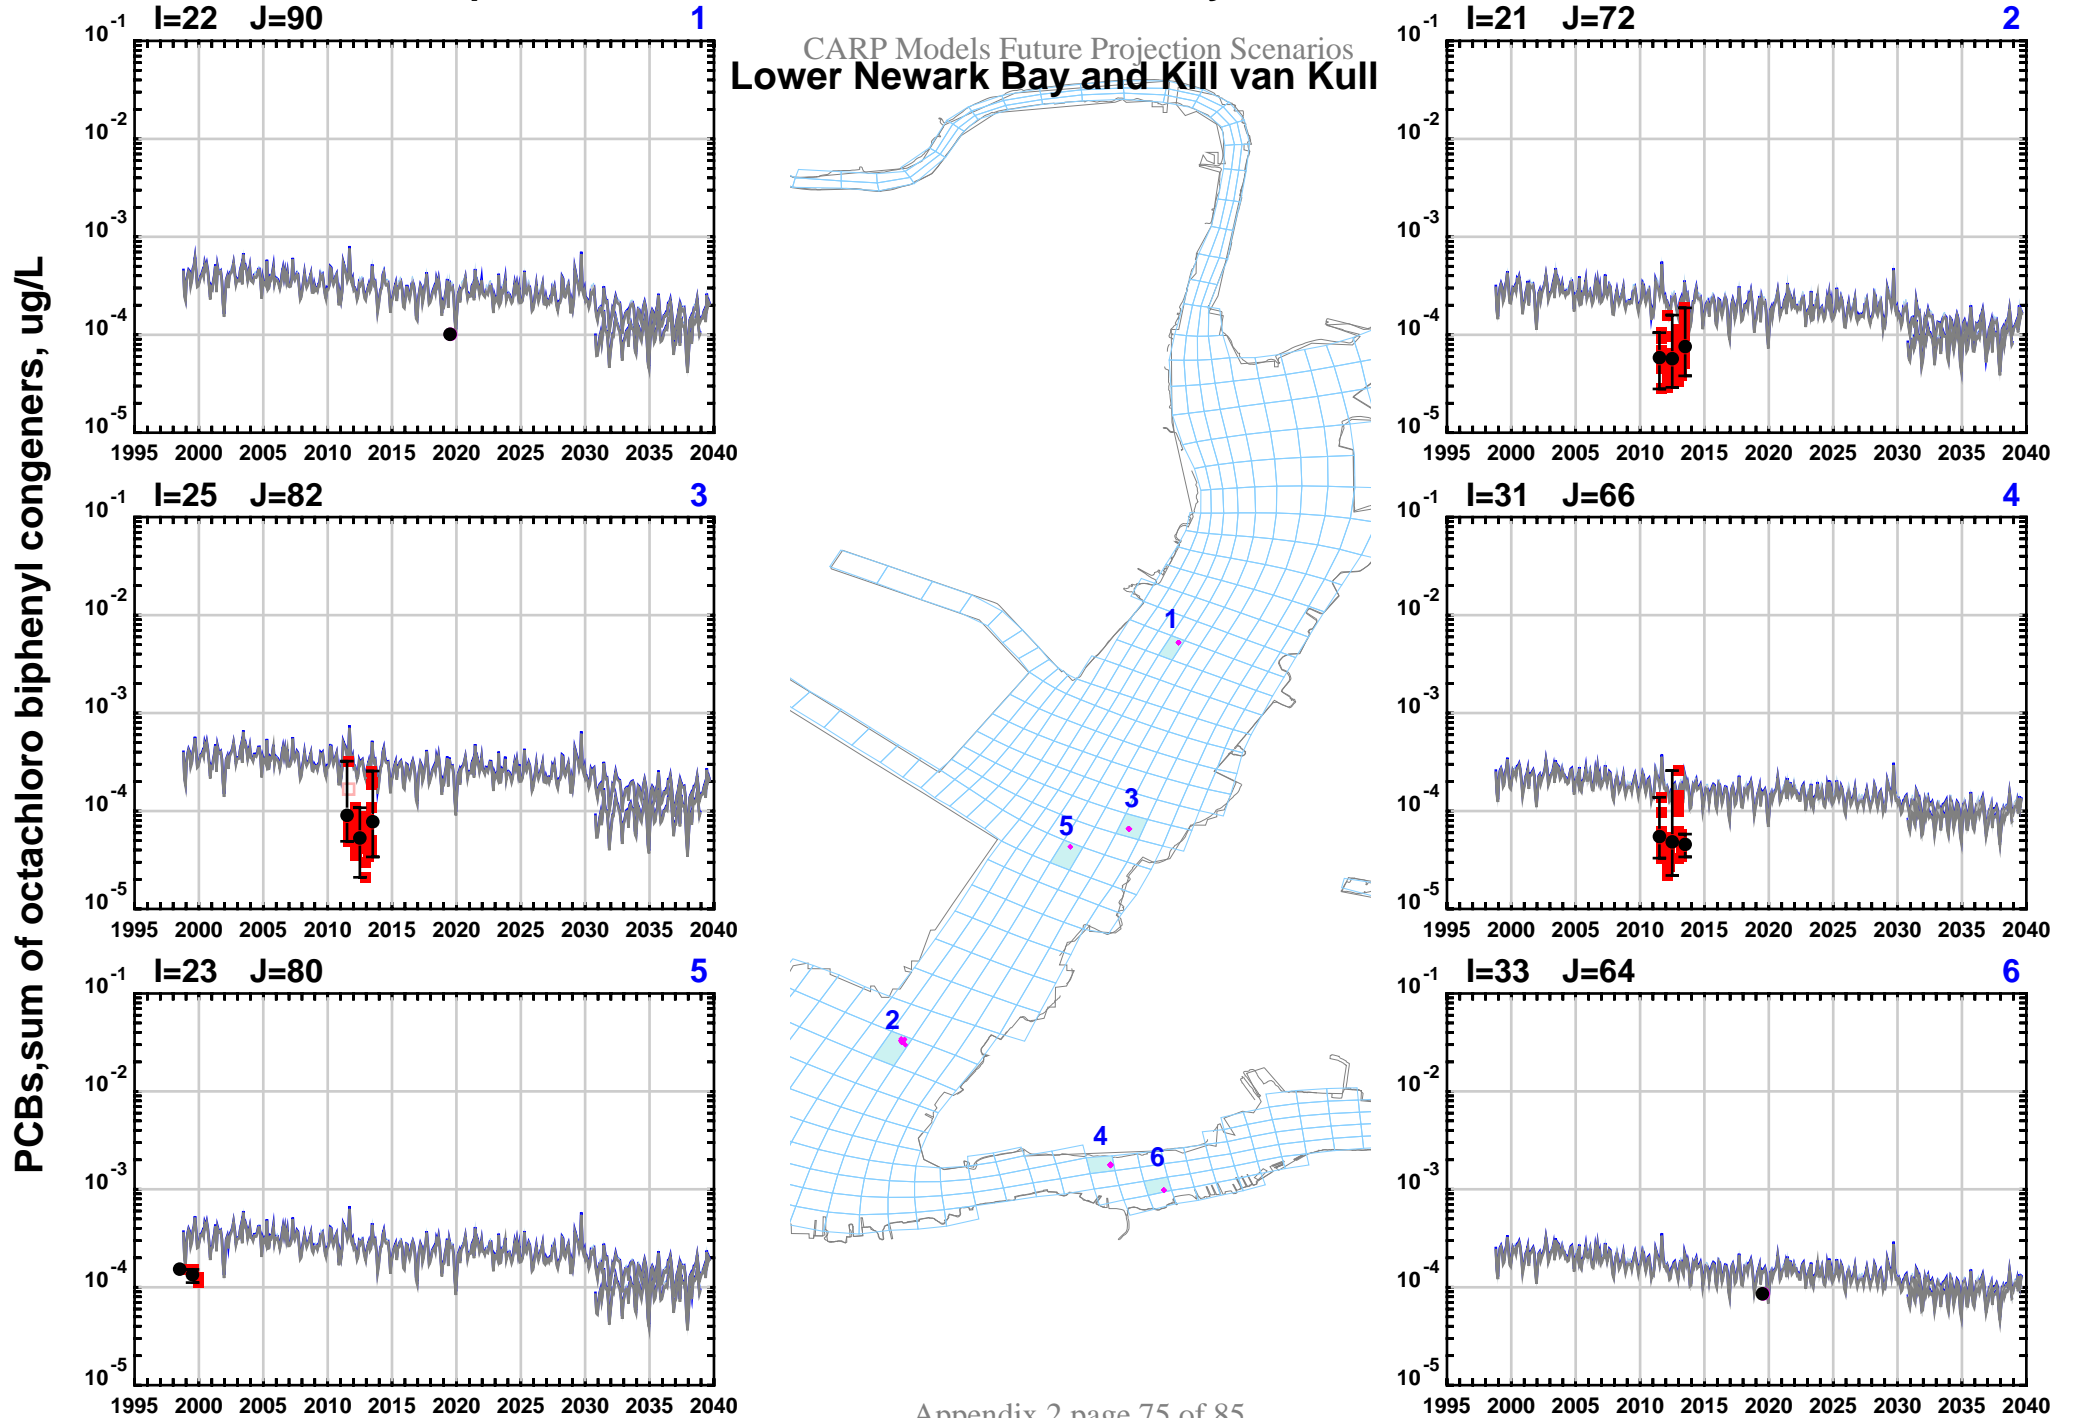 CARP Models Future Projection Scenarios
Lower Newark Bay and Kill van Kull
PCBs,sum of octachloro biphenyl congeners, ug/L
I=22 J=90 1
10-1
10-2
10-3
10-4
10-5
1995 2000 2005 2010 2015 2020 2025 2030 2035 2040
I=21 J=72 2
10-1
10-2
10-3
10-4
10-5
1995 2000 2005 2010 2015 2020 2025 2030 2035 2040
I=25 J=82 3
10-1
10-2
10-3
10-4
10-5
1995 2000 2005 2010 2015 2020 2025 2030 2035 2040
I=31 J=66 4
10-1
10-2
10-3
10-4
10-5
1995 2000 2005 2010 2015 2020 2025 2030 2035 2040
I=23 J=80 5
10-1
10-2
10-3
10-4
10-5
1995 2000 2005 2010 2015 2020 2025 2030 2035 2040
I=33 J=64 6
10-1
10-2
10-3
10-4
10-5
1995 2000 2005 2010 2015 2020 2025 2030 2035 2040
1
3
5
2
4
6
Appendix 2 page 75 of 85